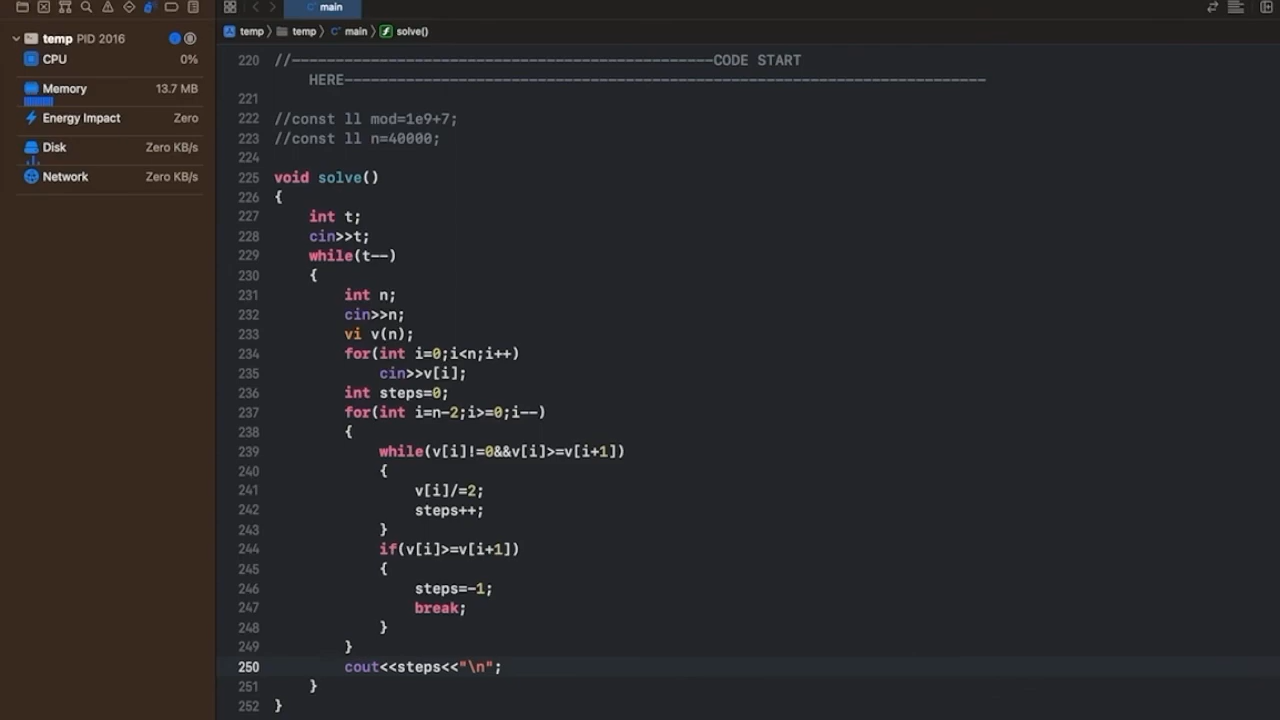 main
temp PID 2016
CPU 0%
Memory 13.7 MB
Energy Impact Zero
Disk Zero KB/s
Network Zero KB/s
temp temp main solve()
220 //------------------------------------------------CODE START
HERE-------------------------------------------------------------------------
221
222 //const ll mod=1e9+7;
223 //const ll n=40000;
224
225 void solve()
226 {
227 int t;
228 cin>>t;
229 while(t--)
230 {
231 int n;
232 cin>>n;
233 vi v(n);
234 for(int i=0;i<n;i++)
235 cin>>v[i];
236 int steps=0;
237 for(int i=n-2;i>=0;i--)
238 {
239 while(v[i]!=0&&v[i]>=v[i+1])
240 {
241 v[i]/=2;
242 steps++;
243 }
244 if(v[i]>=v[i+1])
245 {
246 steps=-1;
247 break;
248 }
249 }
250 cout<<steps<<"\n";
251 }
252 }